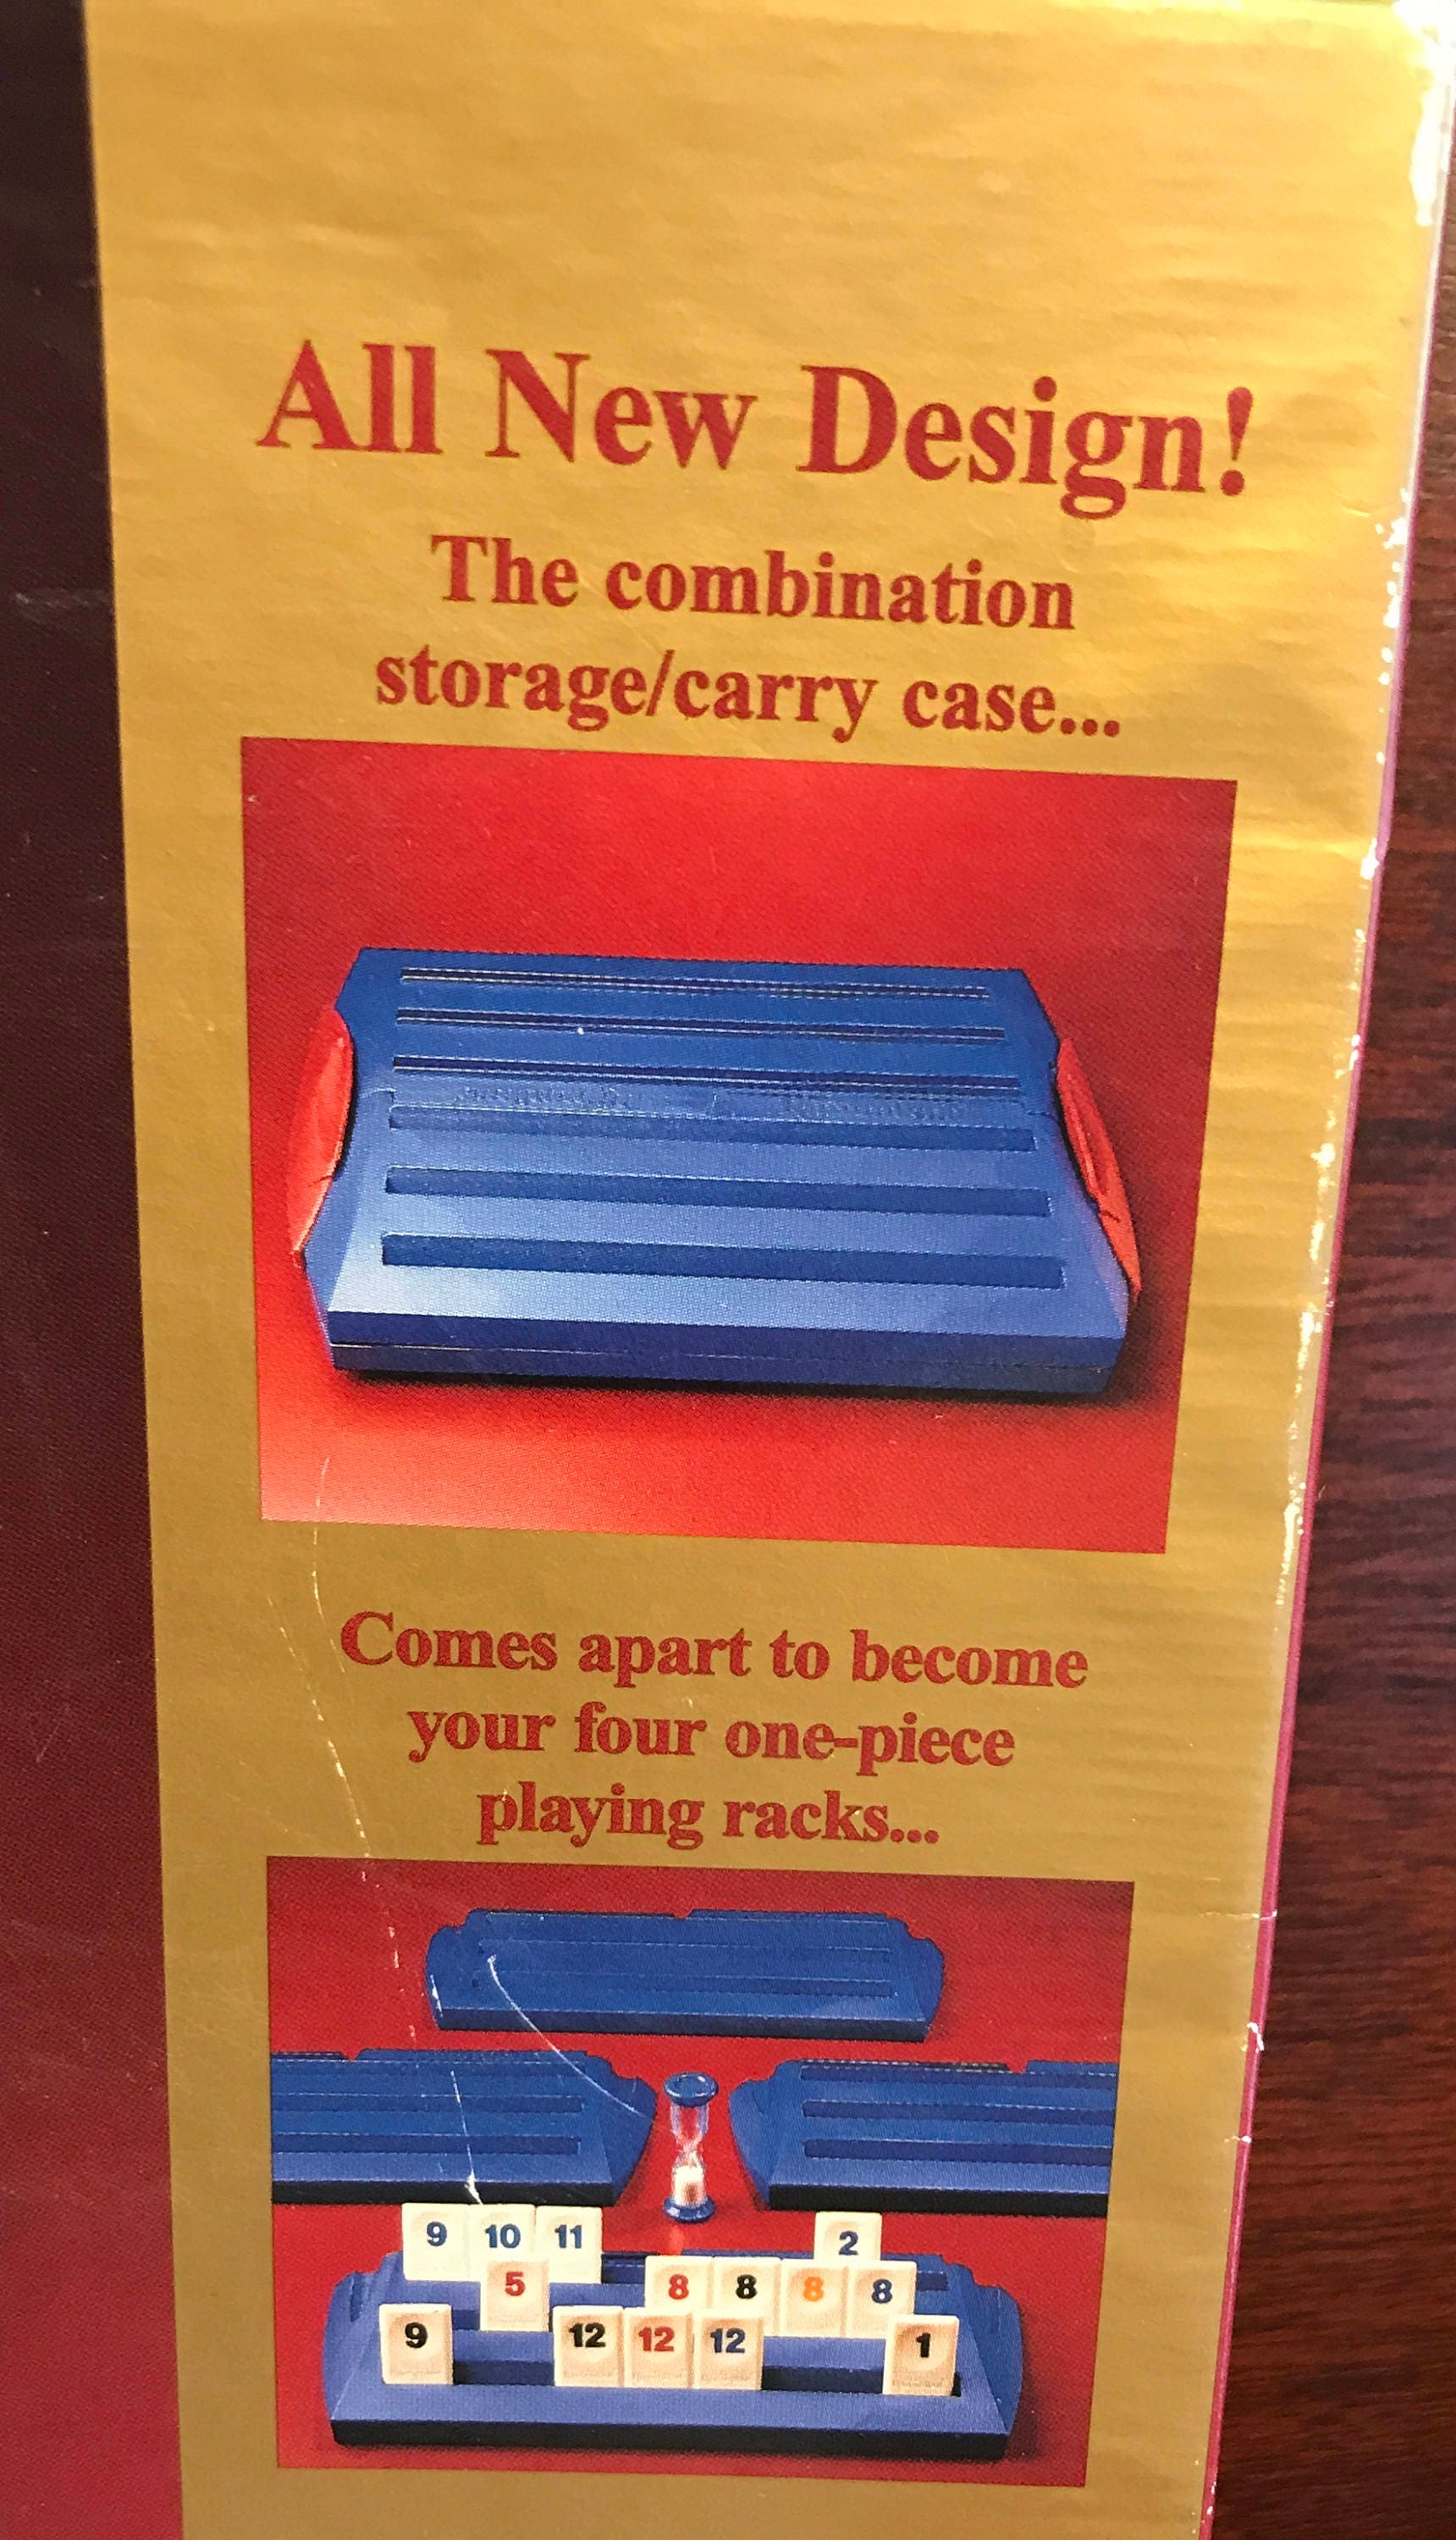 All New Design!
The combination
storage/carry case...
Comes apart to become
your four one-piece
playing racks...
9 10 11 2
5 8 8 8 8
9 12 12 12 1